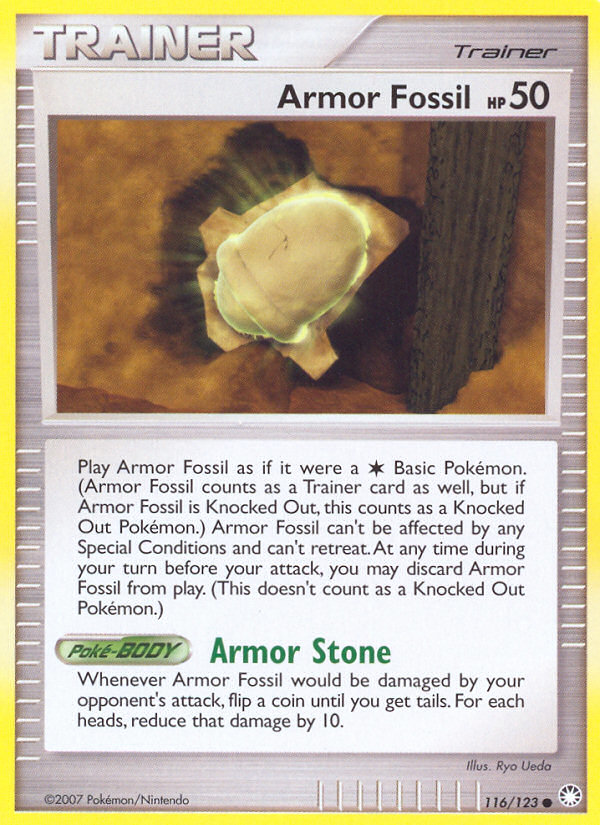 TRAINER
Trainer
Armor Fossil HP 50
Play Armor Fossil as if it were a ✶ Basic Pokémon.
(Armor Fossil counts as a Trainer card as well, but if
Armor Fossil is Knocked Out, this counts as a Knocked
Out Pokémon.) Armor Fossil can't be affected by any
Special Conditions and can't retreat. At any time during
your turn before your attack, you may discard Armor
Fossil from play. (This doesn't count as a Knocked Out
Pokémon.)
Poké-BODY Armor Stone
Whenever Armor Fossil would be damaged by your
opponent's attack, flip a coin until you get tails. For each
heads, reduce that damage by 10.
Illus. Ryo Ueda
©2007 Pokémon/Nintendo
116/123 ●